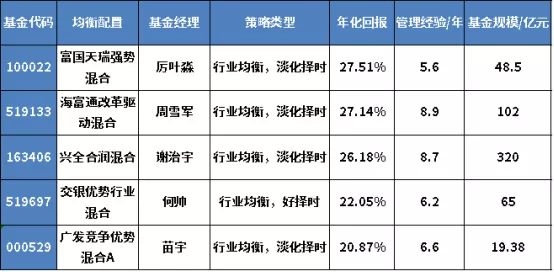 基金代码 均衡配置 基金经理 策略类型 年化回报 管理经验/年 基金规模/亿元
100022 富国天瑞强势混合 厉叶淼 行业均衡，淡化择时 27.51% 5.6 48.5
519133 海富通改革驱动混合 周雪军 行业均衡，淡化择时 27.14% 8.9 102
163406 兴全合润混合 谢治宇 行业均衡，淡化择时 26.18% 8.7 320
519697 交银优势行业混合 何帅 行业均衡，好择时 22.05% 6.2 65
000529 广发竞争优势混合A 苗宇 行业均衡，淡化择时 20.87% 6.6 19.38